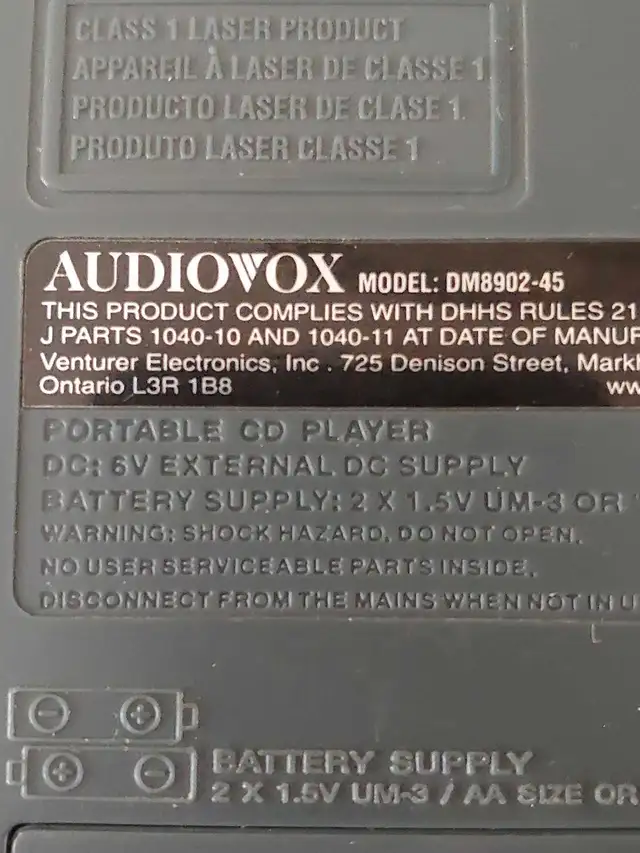 CLASS 1 LASER PRODUCT
APPAREIL À LASER DE CLASSE 1
PRODUCTO LASER DE CLASE 1
PRODUTO LASER CLASSE 1
AUDIOVOX MODEL: DM8902-45
THIS PRODUCT COMPLIES WITH DHHS RULES 21
J PARTS 1040-10 AND 1040-11 AT DATE OF MANUF
Venturer Electronics, Inc . 725 Denison Street, Markh
Ontario L3R 1B8 ww
PORTABLE CD PLAYER
DC: 6V EXTERNAL DC SUPPLY
BATTERY SUPPLY: 2 X 1.5V UM-3 OR
WARNING: SHOCK HAZARD, DO NOT OPEN.
NO USER SERVICEABLE PARTS INSIDE.
DISCONNECT FROM THE MAINS WHEN NOT IN U
BATTERY SUPPLY
2 X 1.5V UM-3 / AA SIZE OR